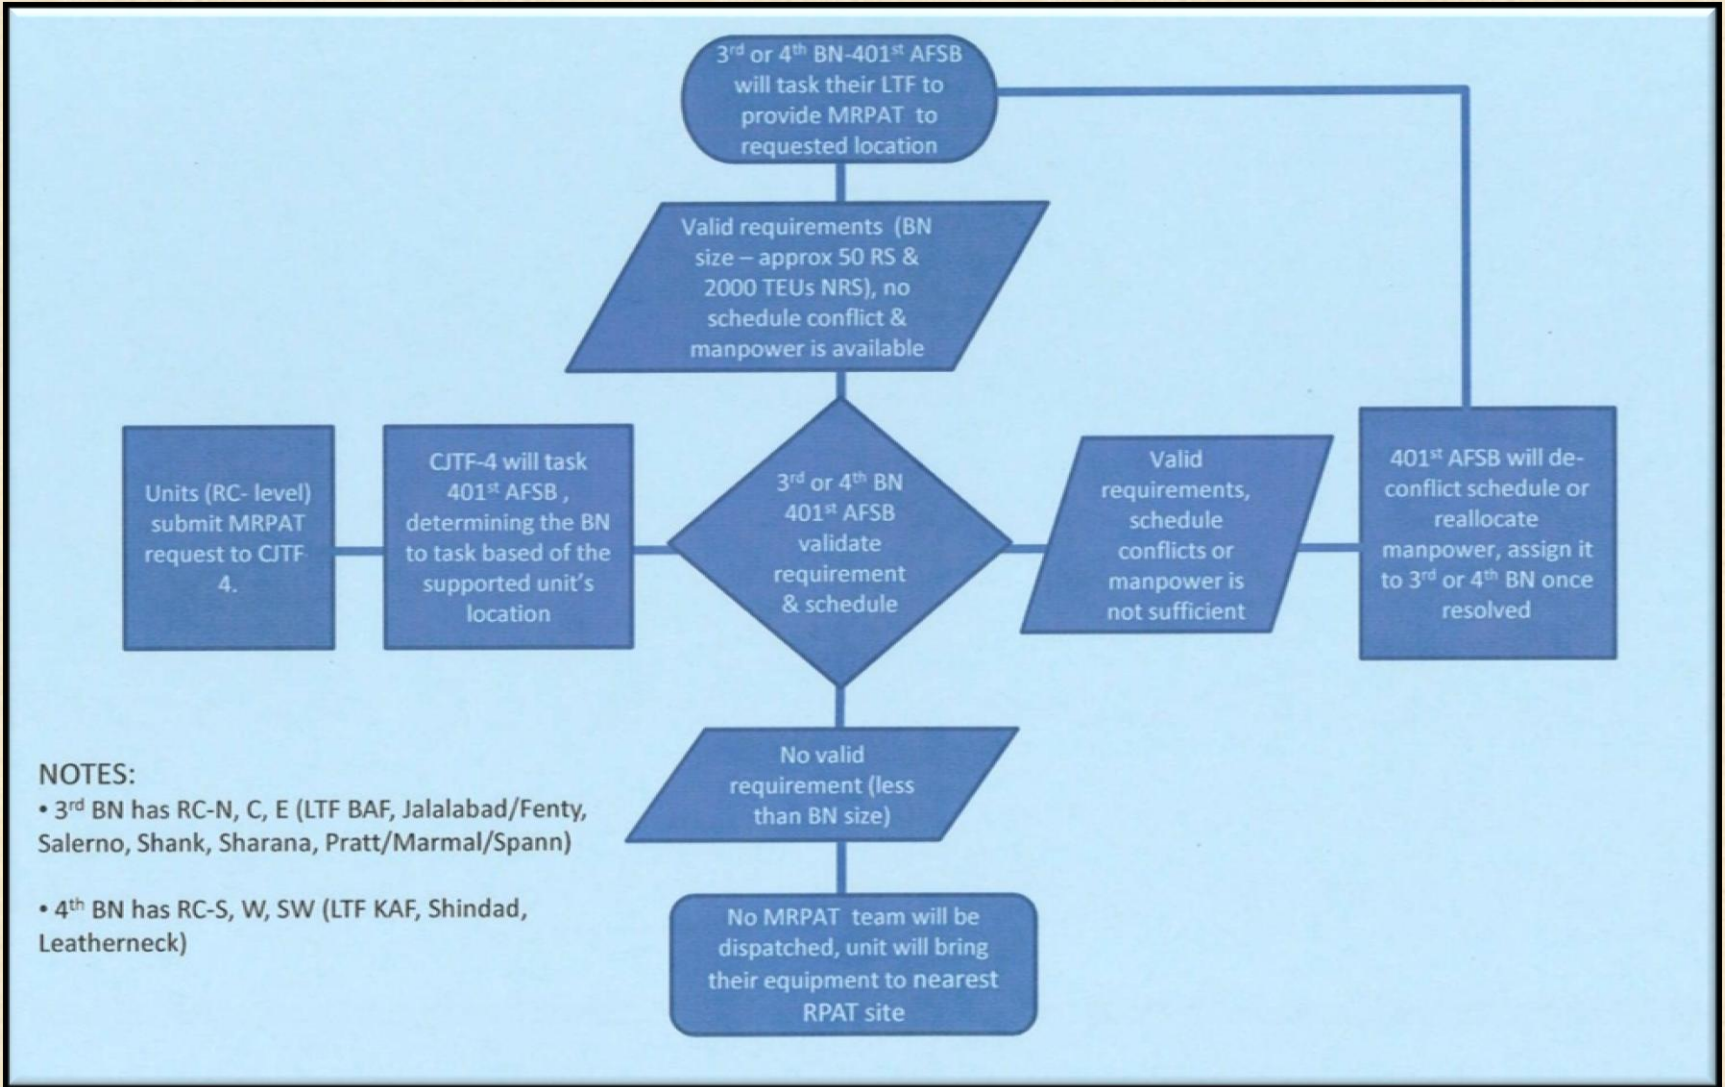 3rd or 4th BN-401st AFSB
will task their LTF to
provide MRPAT to
requested location
Valid requirements (BN
size – approx 50 RS &
2000 TEUs NRS), no
schedule conflict &
manpower is available
Units (RC- level)
submit MRPAT
request to CJTF-
4.
CJTF-4 will task
401st AFSB ,
determining the BN
to task based of the
supported unit's
location
3rd or 4th BN
401st AFSB
validate
requirement
& schedule
Valid
requirements,
schedule
conflicts or
manpower is
not sufficient
401st AFSB will de-
conflict schedule or
reallocate
manpower, assign it
to 3rd or 4th BN once
resolved
No valid
requirement (less
than BN size)
No MRPAT team will be
dispatched, unit will bring
their equipment to nearest
RPAT site
NOTES:
• 3rd BN has RC-N, C, E (LTF BAF, Jalalabad/Fenty,
Salerno, Shank, Sharana, Pratt/Marmal/Spann)
• 4th BN has RC-S, W, SW (LTF KAF, Shindad,
Leatherneck)